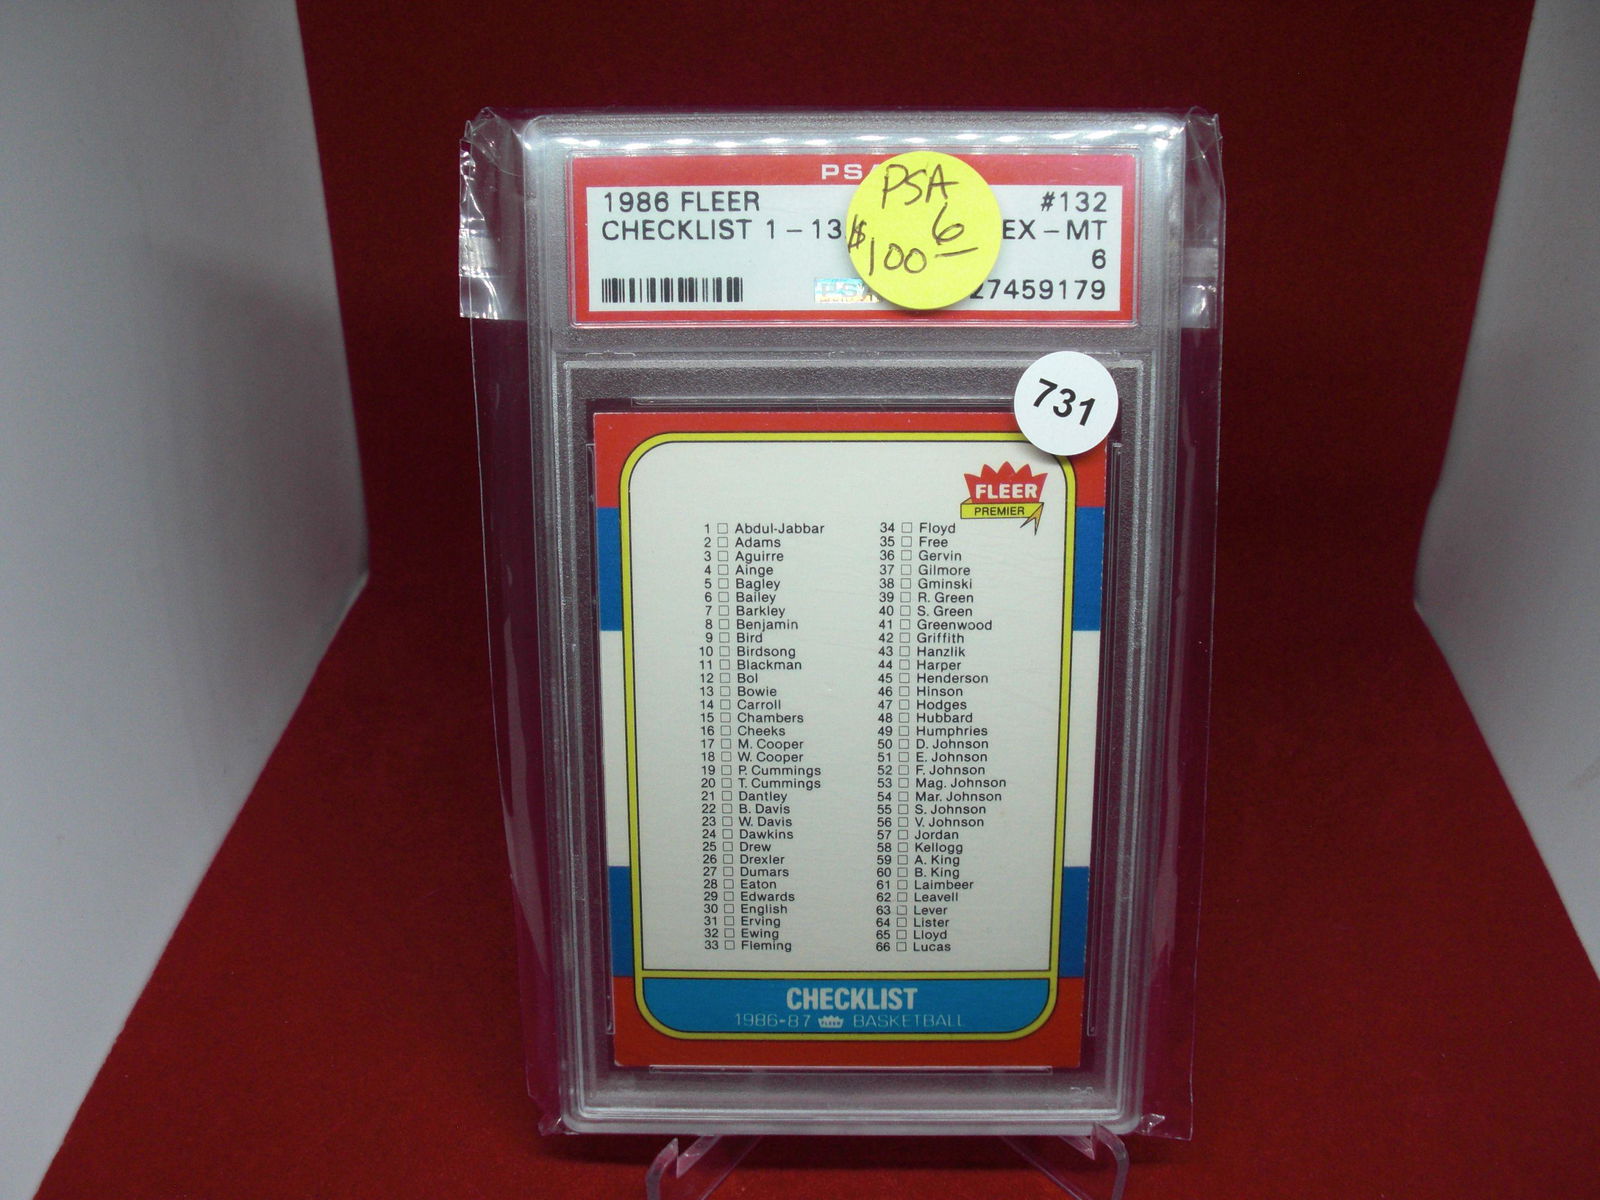 PSA
1986 FLEER #132
CHECKLIST 1-13 EX-MT
6
27459179
PSA
6
$100-
731
FLEER
PREMIER
1 Abdul-Jabbar
2 Adams
3 Aguirre
4 Ainge
5 Bagley
6 Bailey
7 Barkley
8 Benjamin
9 Bird
10 Birdsong
11 Blackman
12 Bol
13 Bowie
14 Carroll
15 Chambers
16 Cheeks
17 M. Cooper
18 W. Cooper
19 P. Cummings
20 T. Cummings
21 Dantley
22 B. Davis
23 W. Davis
24 Dawkins
25 Drew
26 Drexler
27 Dumars
28 Eaton
29 Edwards
30 English
31 Erving
32 Ewing
33 Fleming
34 Floyd
35 Free
36 Gervin
37 Gilmore
38 Gminski
39 R. Green
40 S. Green
41 Greenwood
42 Griffith
43 Hanzlik
44 Harper
45 Henderson
46 Hinson
47 Hodges
48 Hubbard
49 Humphries
50 D. Johnson
51 E. Johnson
52 F. Johnson
53 Mag. Johnson
54 Mar. Johnson
55 S. Johnson
56 V. Johnson
57 Jordan
58 Kellogg
59 A. King
60 B. King
61 Laimbeer
62 Leavell
63 Lever
64 Lister
65 Lloyd
66 Lucas
CHECKLIST
1986-87 FLEER BASKETBALL